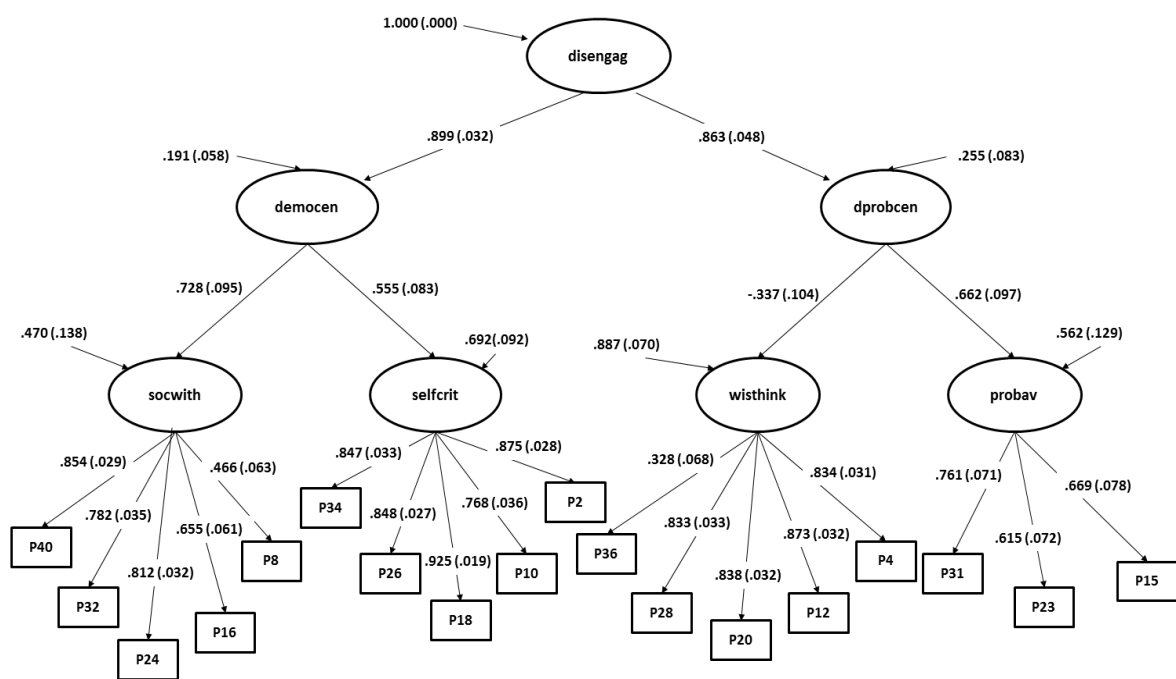 1.000 (.000)
disengag
.899 (.032)
.863 (.048)
.191 (.058)
.255 (.083)
democen
dprobcen
.728 (.095)
.555 (.083)
-.337 (.104)
.662 (.097)
.470 (.138)
.692(.092)
.887 (.070)
.562 (.129)
socwith
selfcrit
wisthink
probav
.854 (.029)
.782 (.035)
.812 (.032)
.655 (.061)
.466 (.063)
.847 (.033)
.848 (.027)
.925 (.019)
.768 (.036)
.875 (.028)
.328 (.068)
.833 (.033)
.838 (.032)
.873 (.032)
.834 (.031)
.761 (.071)
.615 (.072)
.669 (.078)
P40
P32
P24
P16
P8
P34
P26
P18
P10
P2
P36
P28
P20
P12
P4
P31
P23
P15